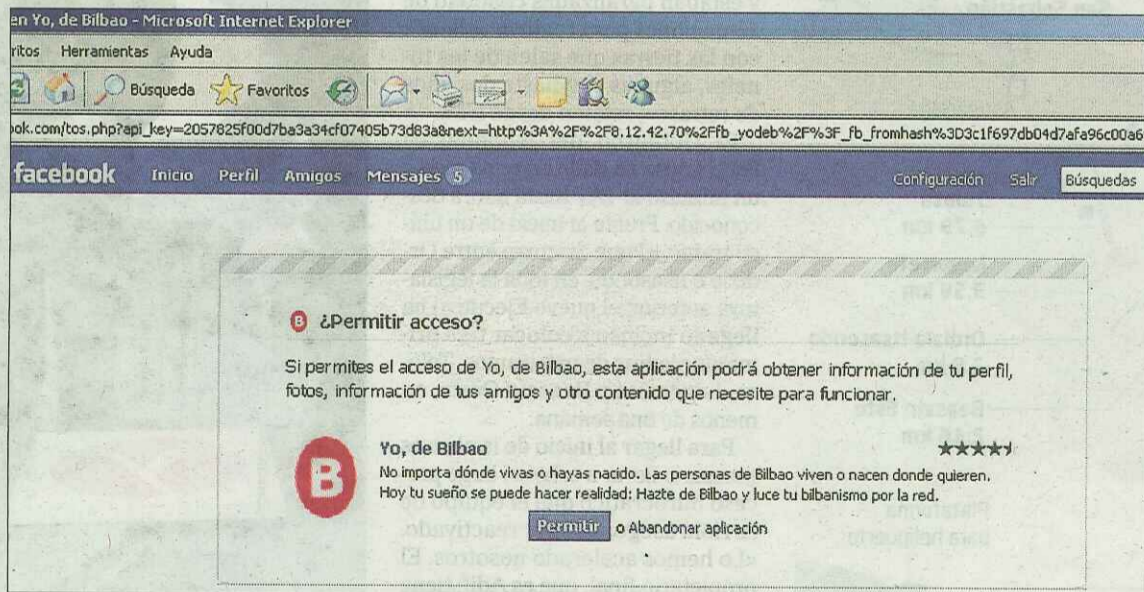 en Yo, de Bilbao - Microsoft Internet Explorer
ritos Herramientas Ayuda
Búsqueda Favoritos
ok.com/tos.php?api_key=2057825f00d7ba3a34cf07405b73d83a&next=http%3A%2F%2F8.12.42.70%2Ffb_yodeb%2F%3F_fb_fromhash%3D3c1f697db04d7afa96c00a6
facebook Inicio Perfil Amigos Mensajes 5 Configuración Salir Búsquedas
B ¿Permitir acceso?
Si permites el acceso de Yo, de Bilbao, esta aplicación podrá obtener información de tu perfil,
fotos, información de tus amigos y otro contenido que necesite para funcionar.
B
Yo, de Bilbao
No importa dónde vivas o hayas nacido. Las personas de Bilbao viven o nacen donde quieren.
Hoy tu sueño se puede hacer realidad: Hazte de Bilbao y luce tu bilbanismo por la red.
Permitir o Abandonar aplicación